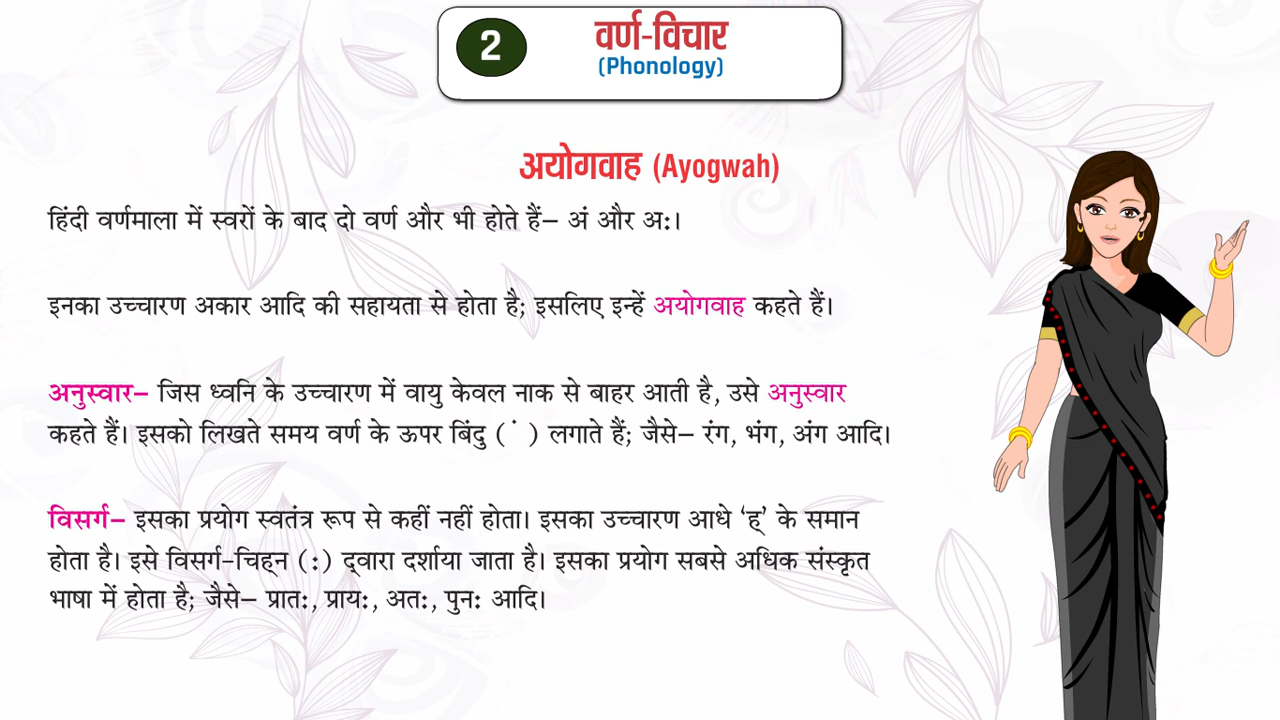 2
वर्ण-विचार
(Phonology)
अयोगवाह (Ayogwah)
हिंदी वर्णमाला में स्वरों के बाद दो वर्ण और भी होते हैं– अं और अः।
इनका उच्चारण अकार आदि की सहायता से होता है; इसलिए इन्हें अयोगवाह कहते हैं।
अनुस्वार– जिस ध्वनि के उच्चारण में वायु केवल नाक से बाहर आती है, उसे अनुस्वार
कहते हैं। इसको लिखते समय वर्ण के ऊपर बिंदु ( ˙ ) लगाते हैं; जैसे– रंग, भंग, अंग आदि।
विसर्ग– इसका प्रयोग स्वतंत्र रूप से कहीं नहीं होता। इसका उच्चारण आधे ‘ह्’ के समान
होता है। इसे विसर्ग-चिह्‌न (:) द्‌वारा दर्शाया जाता है। इसका प्रयोग सबसे अधिक संस्कृत
भाषा में होता है; जैसे– प्रातः, प्रायः, अतः, पुनः आदि।